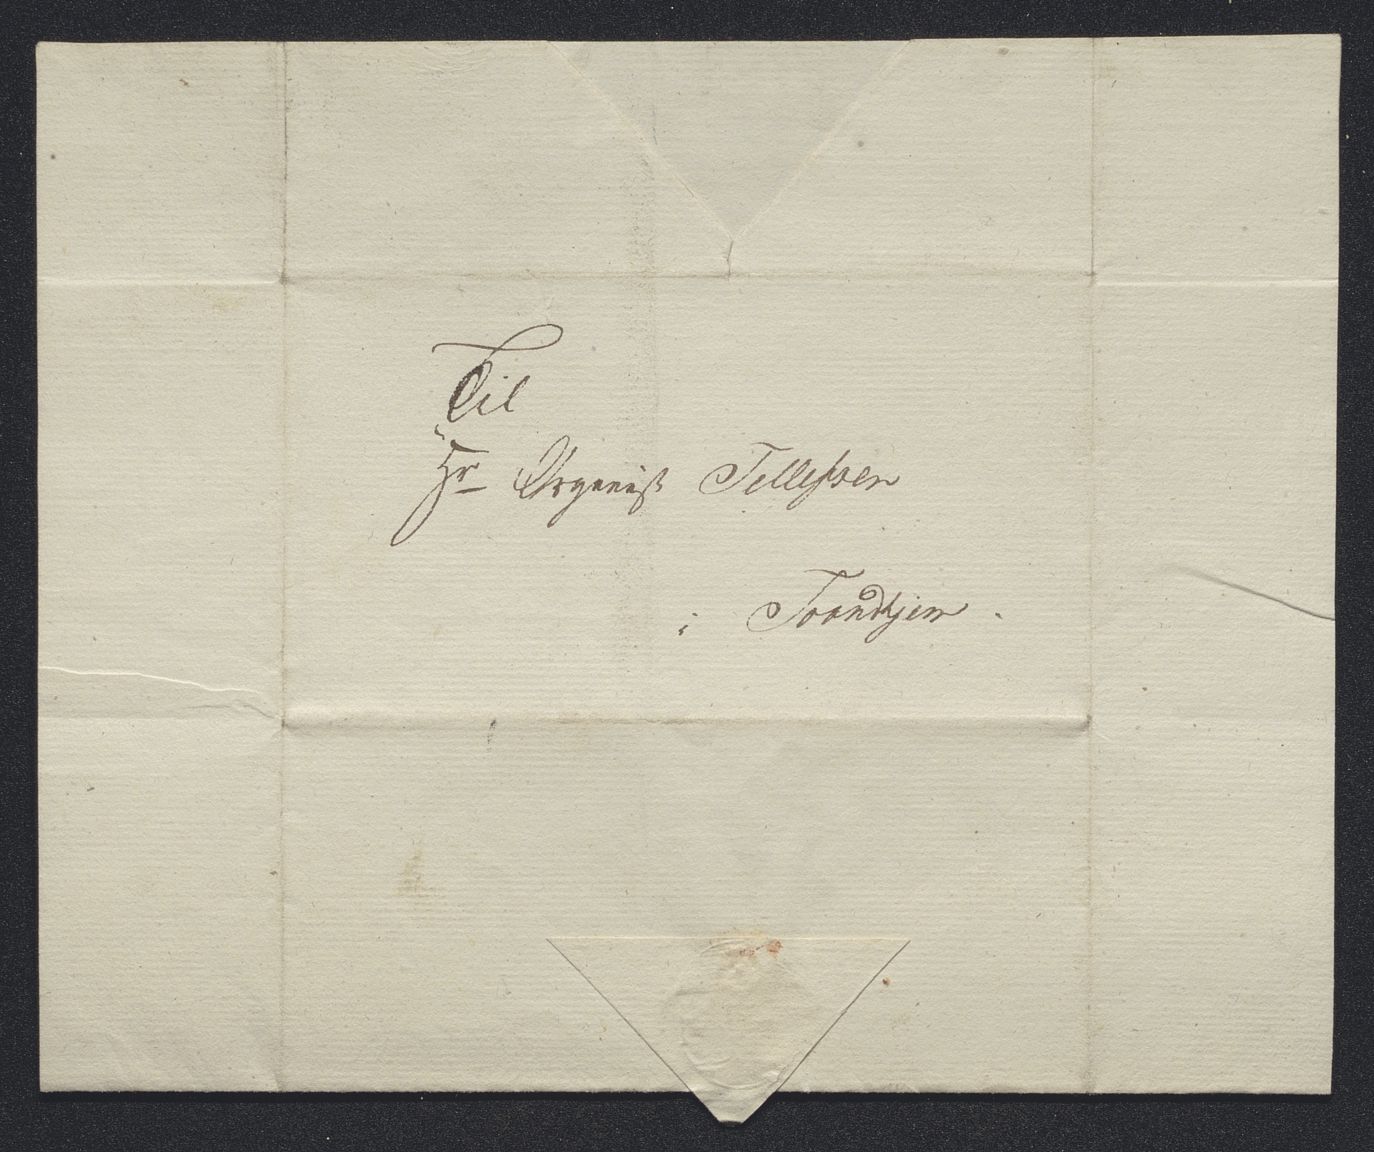 Til
Hr Organist Tellefsen
i Trondhjem.